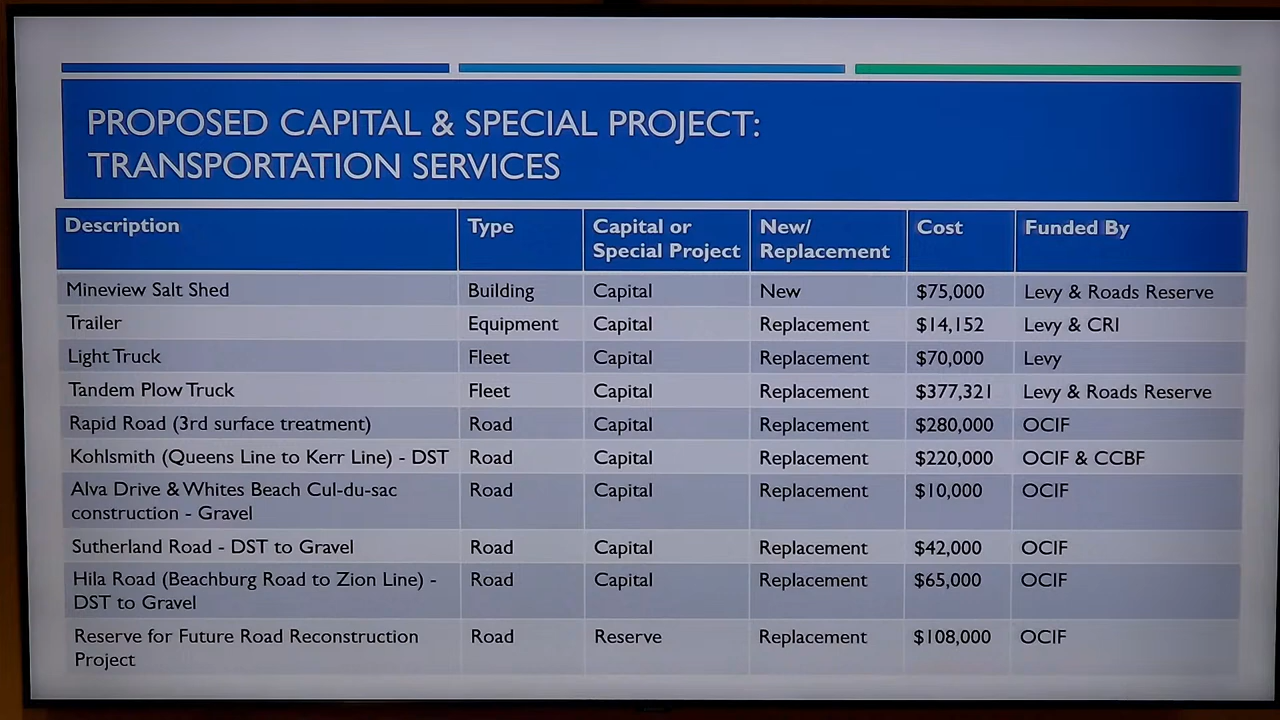 PROPOSED CAPITAL & SPECIAL PROJECT:
TRANSPORTATION SERVICES
Description Type Capital or Special Project New/ Replacement Cost Funded By
Mineview Salt Shed Building Capital New $75,000 Levy & Roads Reserve
Trailer Equipment Capital Replacement $14,152 Levy & CRI
Light Truck Fleet Capital Replacement $70,000 Levy
Tandem Plow Truck Fleet Capital Replacement $377,321 Levy & Roads Reserve
Rapid Road (3rd surface treatment) Road Capital Replacement $280,000 OCIF
Kohlsmith (Queens Line to Kerr Line) - DST Road Capital Replacement $220,000 OCIF & CCBF
Alva Drive & Whites Beach Cul-du-sac Road Capital Replacement $10,000 OCIF
construction - Gravel
Sutherland Road - DST to Gravel Road Capital Replacement $42,000 OCIF
Hila Road (Beachburg Road to Zion Line) - Road Capital Replacement $65,000 OCIF
DST to Gravel
Reserve for Future Road Reconstruction Road Reserve Replacement $108,000 OCIF
Project